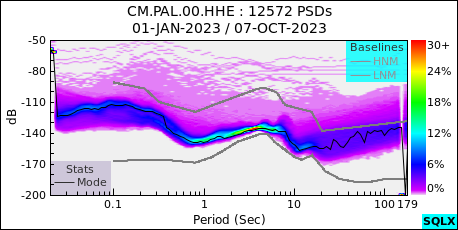 CM.PAL.00.HHE : 12572 PSDs
01-JAN-2023 / 07-OCT-2023
dB
-50
-80
-110
-140
-170
-200
Baselines
HNM
LNM
Stats
Mode
0.1
1
10
100
179
Period (Sec)
30+
24%
18%
12%
6%
0%
SQLX